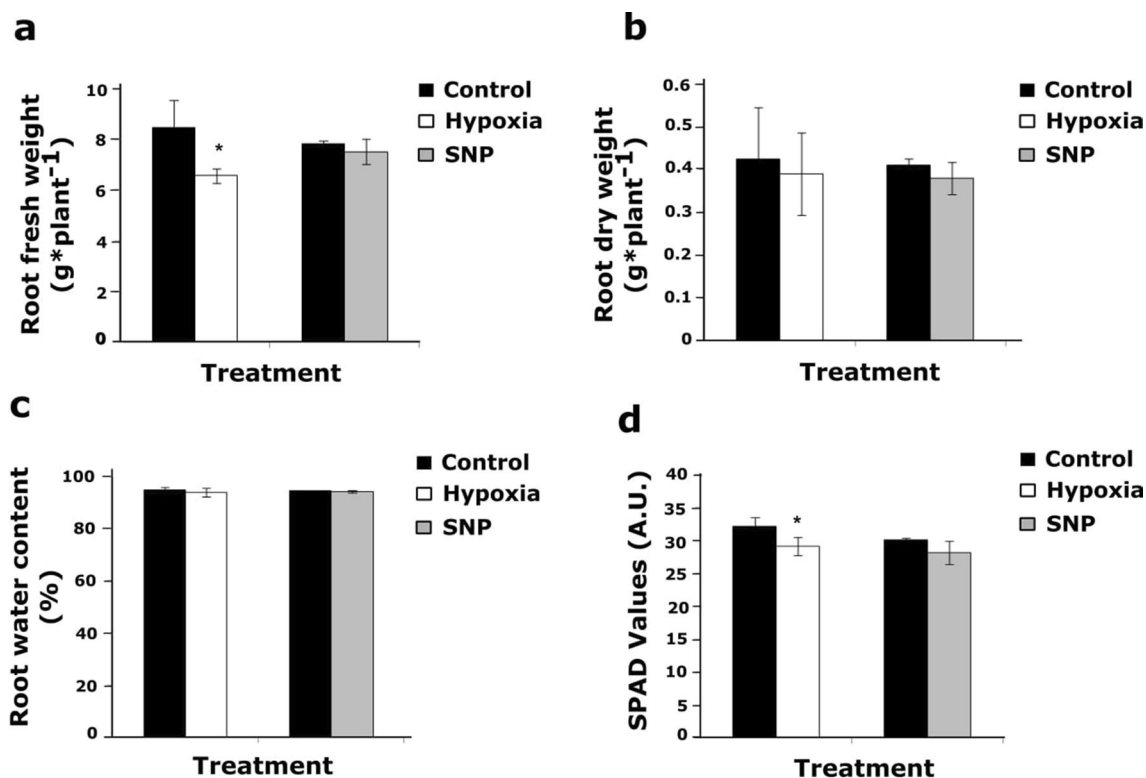 a
Root fresh weight
(g*plant⁻¹)
10
8
6
4
2
0
*
Treatment
Control
Hypoxia
SNP
b
Root dry weight
(g*plant⁻¹)
0.6
0.5
0.4
0.3
0.2
0.1
0
Treatment
Control
Hypoxia
SNP
c
Root water content
(%)
100
80
60
40
20
0
Treatment
Control
Hypoxia
SNP
d
SPAD Values (A.U.)
40
35
30
25
20
15
10
5
0
*
Treatment
Control
Hypoxia
SNP